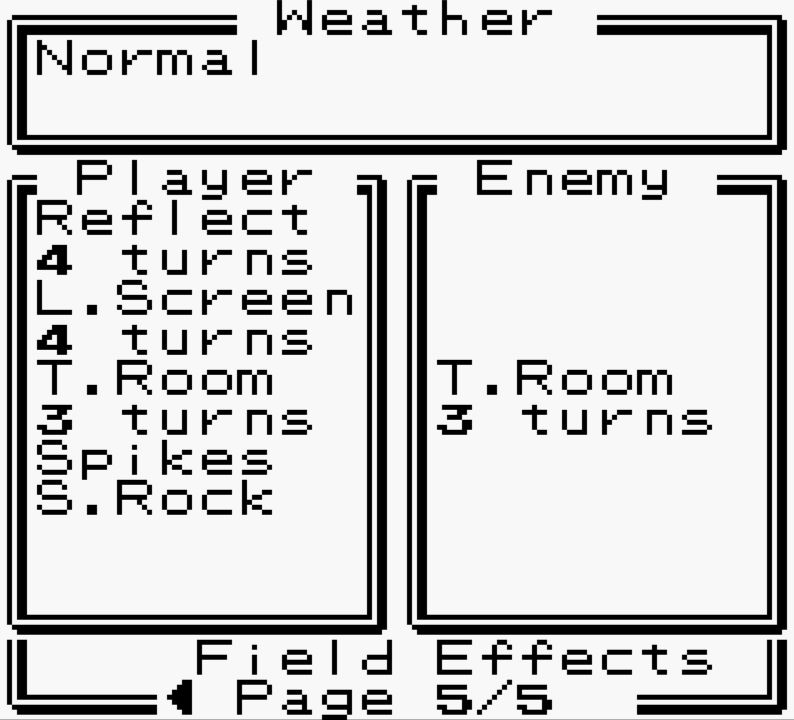 Weather
Normal
Player
Reflect
4 turns
L.Screen
4 turns
T.Room
3 turns
Spikes
S.Rock
Enemy
T.Room
3 turns
Field Effects
Page 5/5